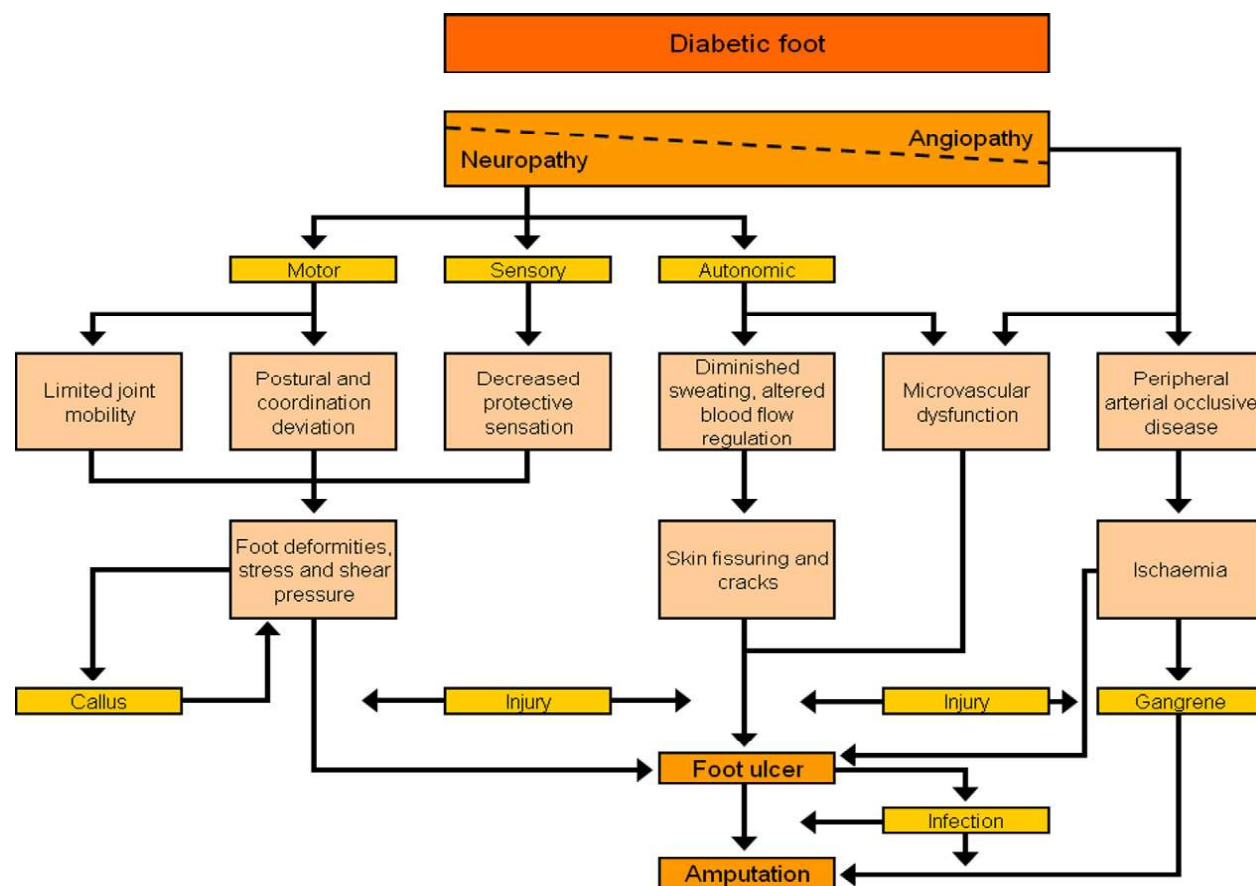 Diabetic foot
Angiopathy
Neuropathy
Motor
Sensory
Autonomic
Limited joint
mobility
Postural and
coordination
deviation
Decreased
protective
sensation
Diminished
sweating, altered
blood flow
regulation
Microvascular
dysfunction
Peripheral
arterial occlusive
disease
Foot deformities,
stress and shear
pressure
Skin fissuring and
cracks
Ischaemia
Callus
Injury
Injury
Gangrene
Foot ulcer
Infection
Amputation